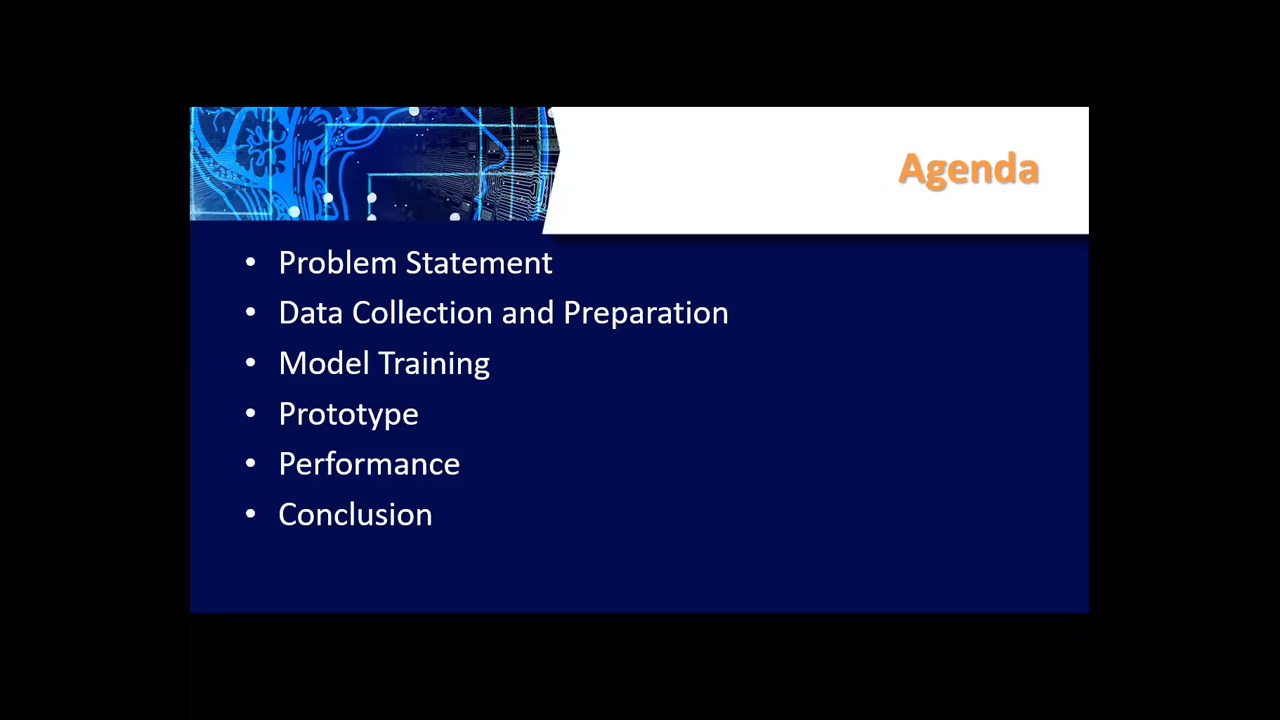 Agenda
• Problem Statement
• Data Collection and Preparation
• Model Training
• Prototype
• Performance
• Conclusion